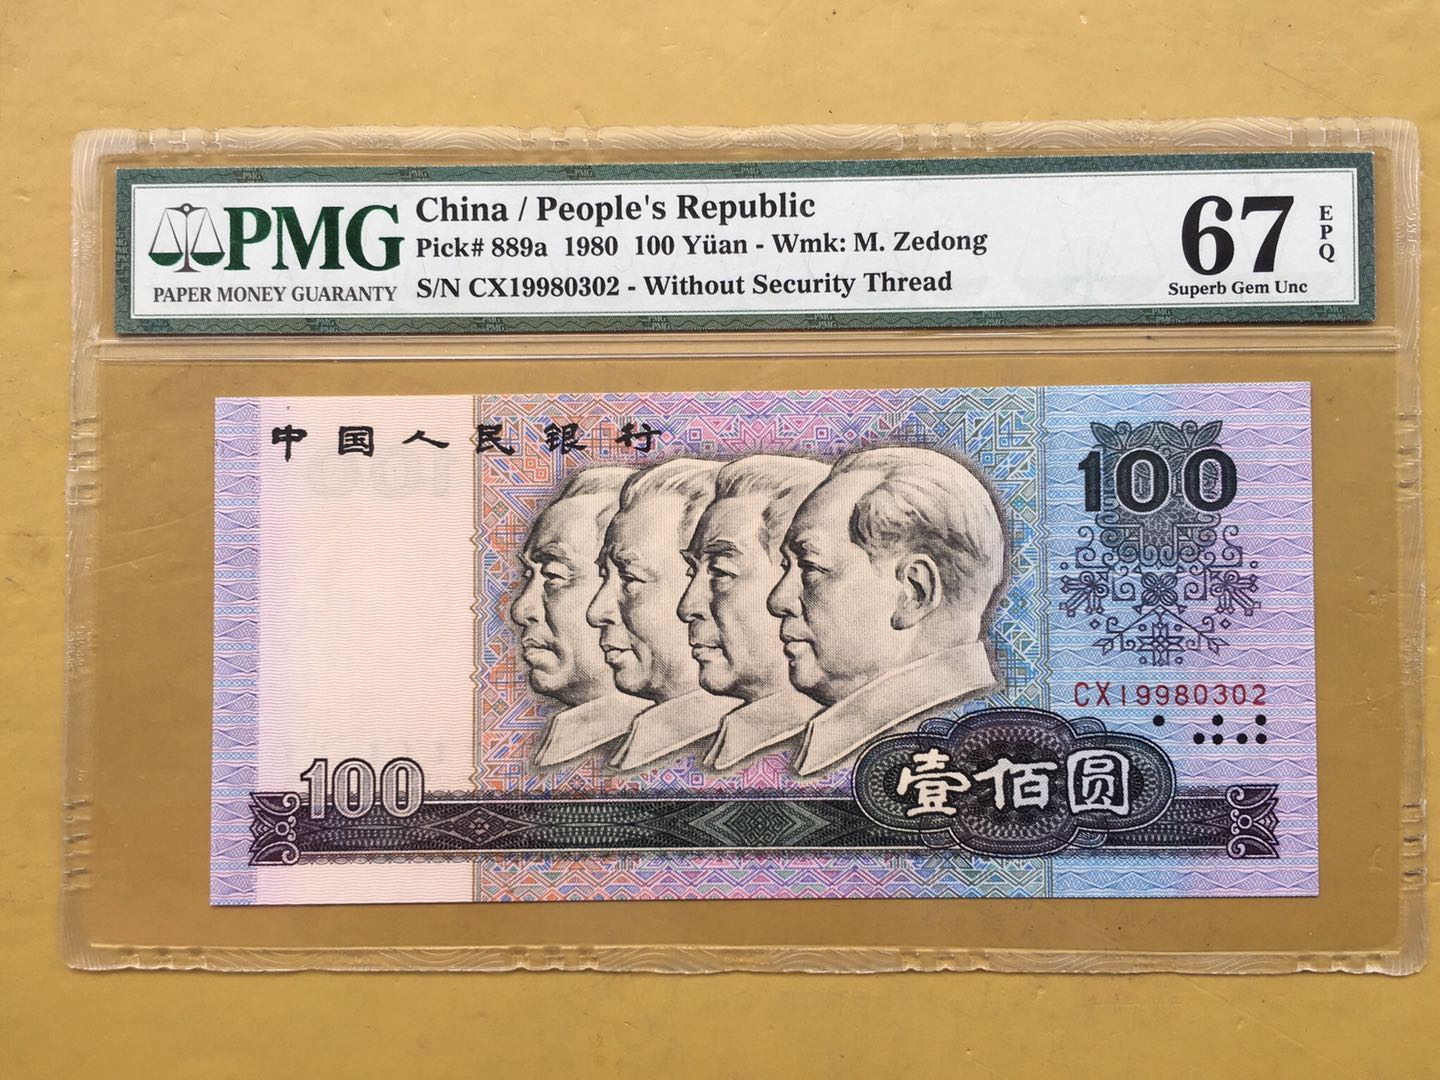 PMG
PAPER MONEY GUARANTY
China / People's Republic
Pick# 889a 1980 100 Yüan - Wmk: M. Zedong
S/N CX19980302 - Without Security Thread
67
EPQ
Superb Gem Unc
中国人民银行
100
CX19980302
100
壹佰圆